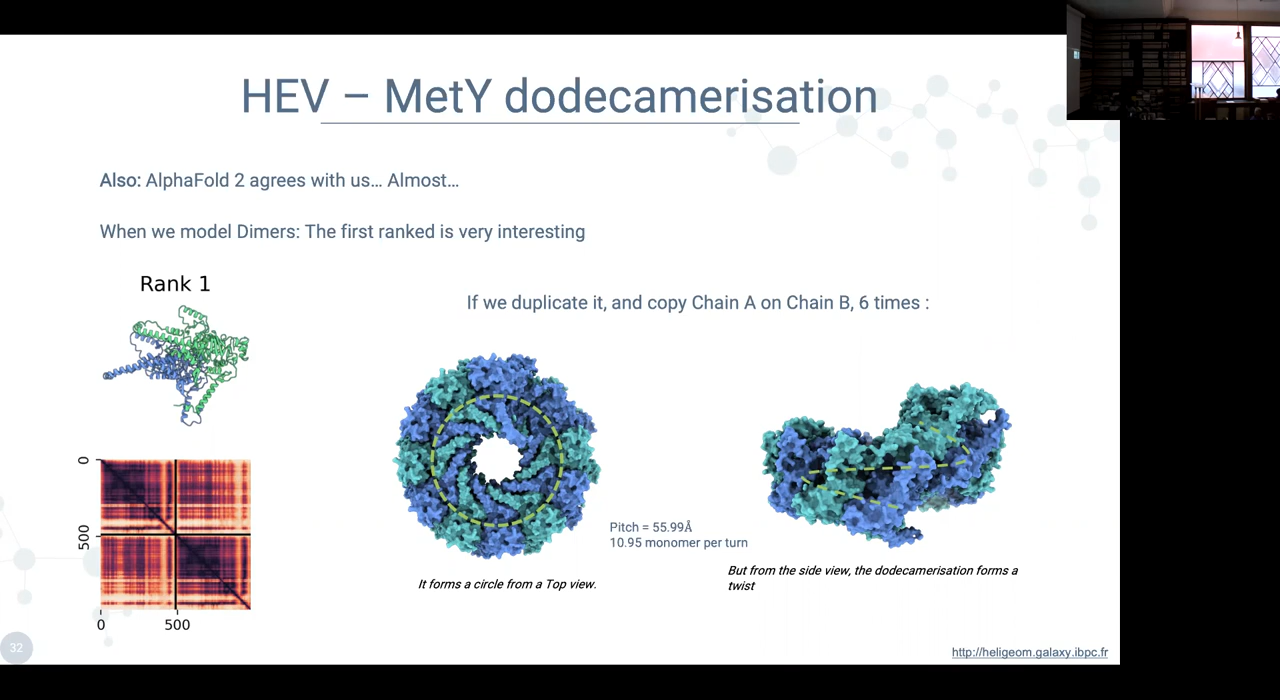 HEV – MetY dodecamerisation
Also: AlphaFold 2 agrees with us... Almost...
When we model Dimers: The first ranked is very interesting
Rank 1
If we duplicate it, and copy Chain A on Chain B, 6 times :
0
500
0
500
Pitch = 55.99Å
10.95 monomer per turn
It forms a circle from a Top view.
But from the side view, the dodecamerisation forms a
twist
32
http://heligeom.galaxy.ibpc.fr